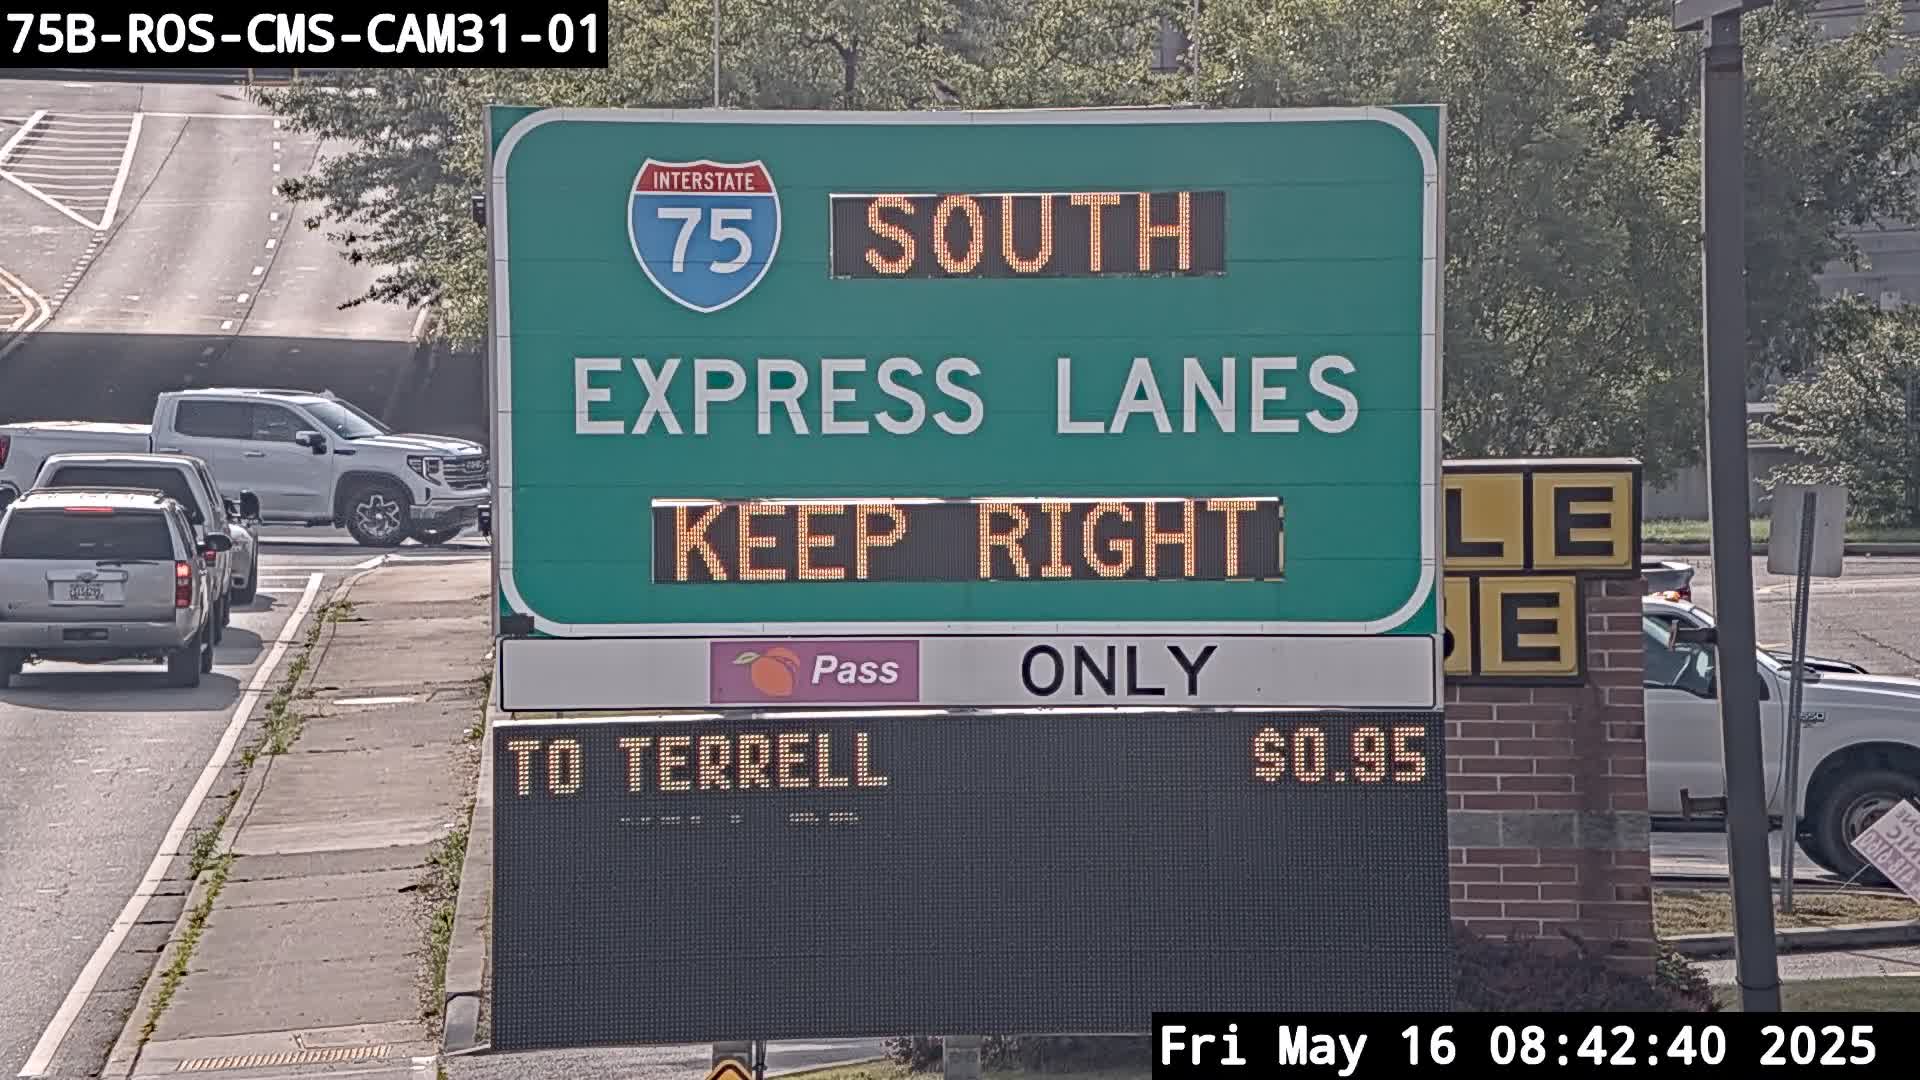 75B-ROS-CMS-CAM31-01
INTERSTATE
75
SOUTH
EXPRESS LANES
KEEP RIGHT
LE
E
Pass ONLY
TO TERRELL $0.95
Fri May 16 08:42:40 2025